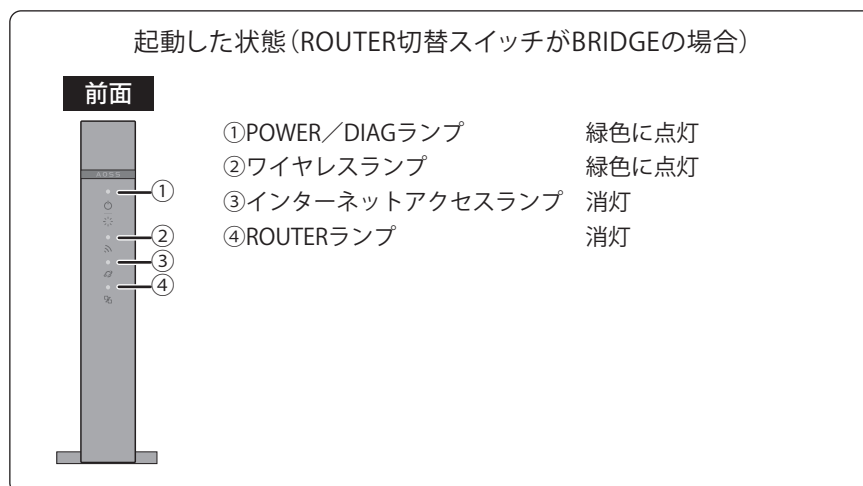 起動した状態（ROUTER切替スイッチがBRIDGEの場合）
前面
①POWER／DIAGランプ 緑色に点灯
②ワイヤレスランプ 緑色に点灯
③インターネットアクセスランプ 消灯
④ROUTERランプ 消灯
AOSS
①
②
③
④